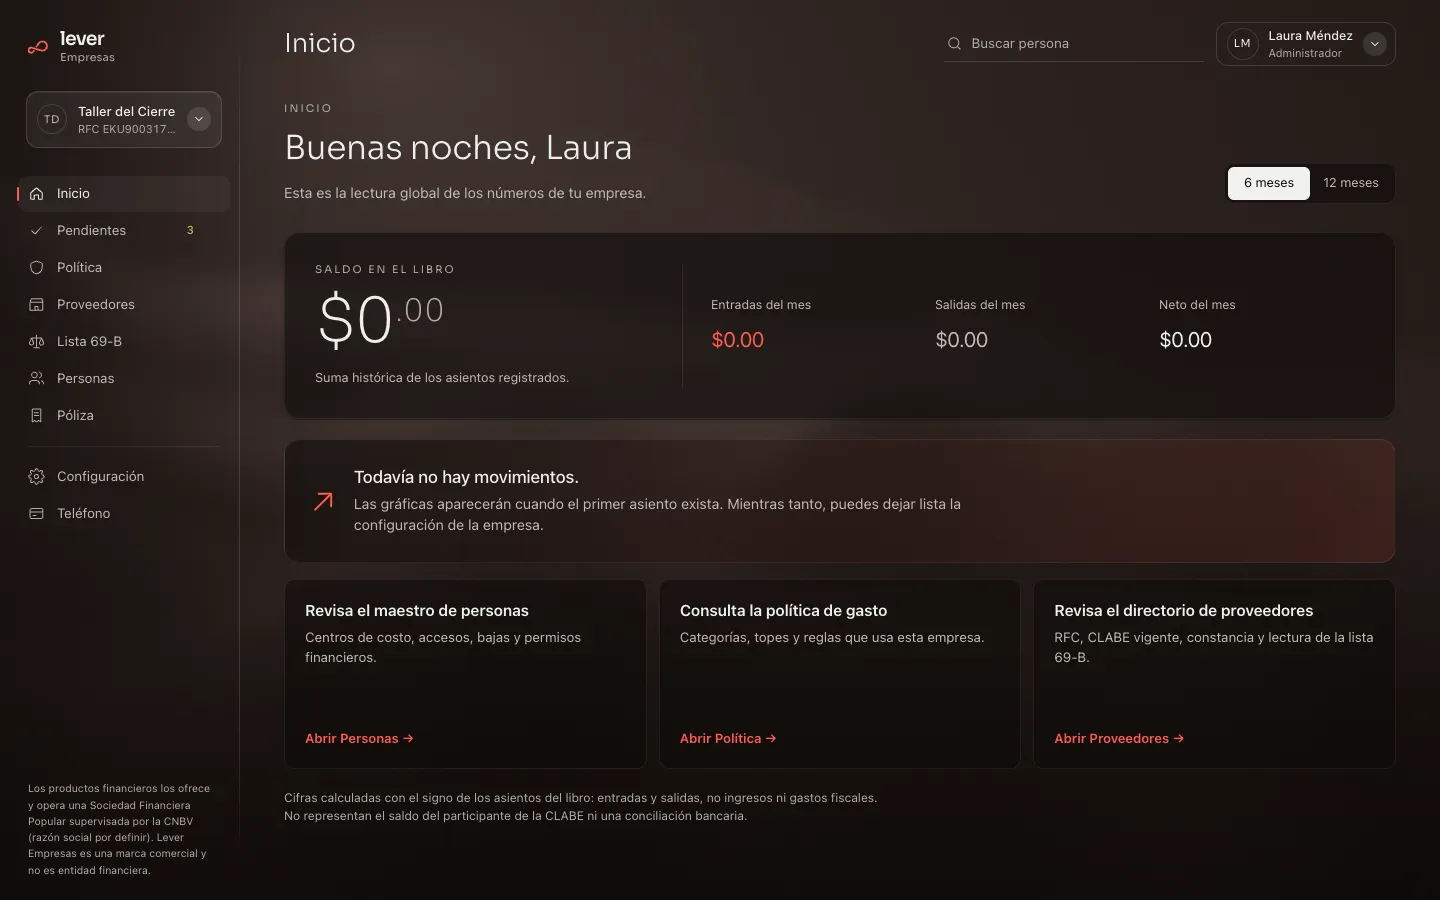 lever
Empresas
TD
Taller del Cierre
RFC EKU900317...
Inicio
Pendientes
3
Política
Proveedores
Lista 69-B
Personas
Póliza
Configuración
Teléfono
Los productos financieros los ofrece
y opera una Sociedad Financiera
Popular supervisada por la CNBV
(razón social por definir). Lever
Empresas es una marca comercial y
no es entidad financiera.
Inicio
Buscar persona
LM
Laura Méndez
Administrador
INICIO
Buenas noches, Laura
Esta es la lectura global de los números de tu empresa.
6 meses
12 meses
SALDO EN EL LIBRO
$0.00
Suma histórica de los asientos registrados.
Entradas del mes
$0.00
Salidas del mes
$0.00
Neto del mes
$0.00
Todavía no hay movimientos.
Las gráficas aparecerán cuando el primer asiento exista. Mientras tanto, puedes dejar lista la
configuración de la empresa.
Revisa el maestro de personas
Centros de costo, accesos, bajas y permisos
financieros.
Abrir Personas →
Consulta la política de gasto
Categorías, topes y reglas que usa esta empresa.
Abrir Política →
Revisa el directorio de proveedores
RFC, CLABE vigente, constancia y lectura de la lista
69-B.
Abrir Proveedores →
Cifras calculadas con el signo de los asientos del libro: entradas y salidas, no ingresos ni gastos fiscales.
No representan el saldo del participante de la CLABE ni una conciliación bancaria.